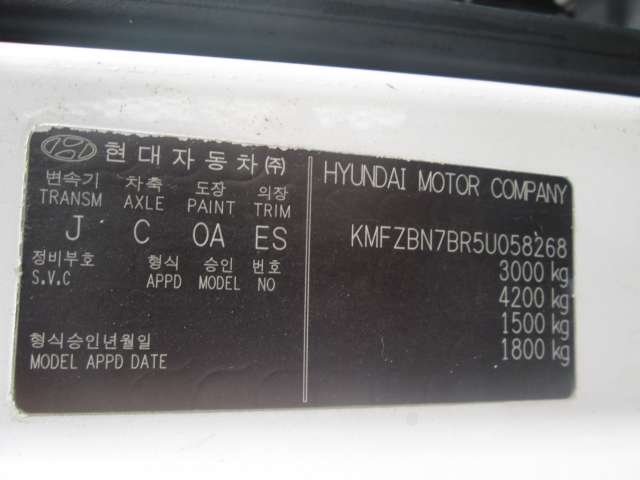 현대자동차(주)
변속기 차축 도장 의장
TRANSM AXLE PAINT TRIM
J C OA ES
정비부호 형식 승인 번호
S.V.C APPD MODEL NO
형식승인년월일
MODEL APPD DATE
HYUNDAI MOTOR COMPANY
KMFZBN7BR5U058268
3000 kg
4200 kg
1500 kg
1800 kg